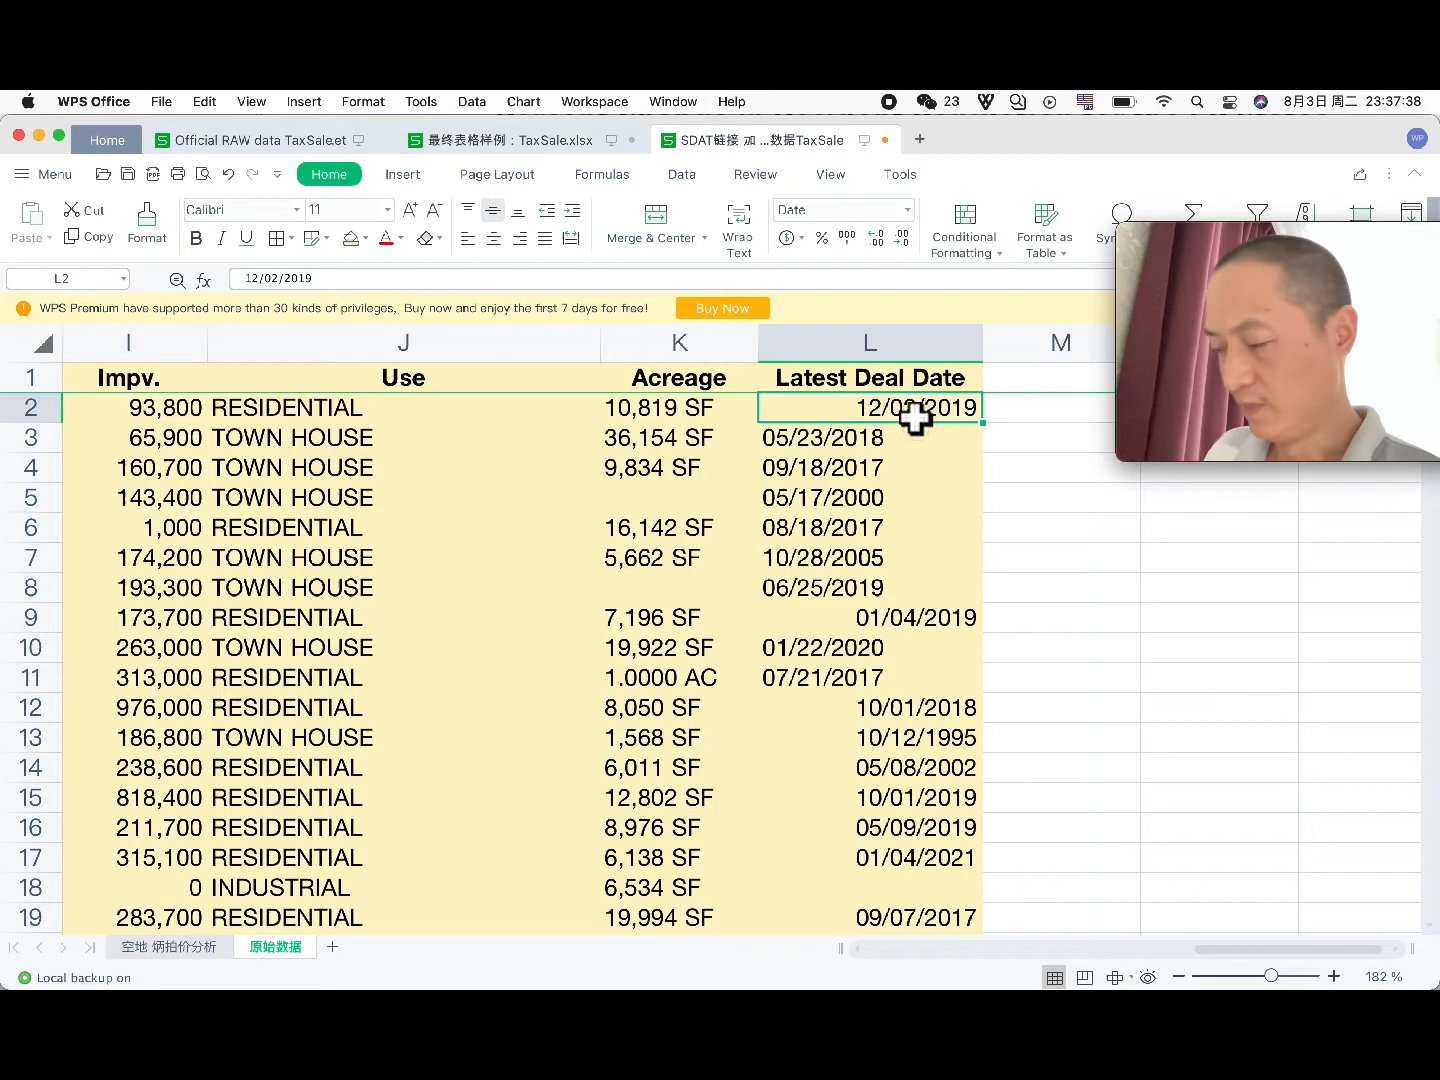 WPS Office File Edit View Insert Format Tools Data Chart Workspace Window Help 23 8月3日 周二 23:37:38
Home Official RAW data TaxSale.et 最终表格样例：TaxSale.xlsx SDAT链接 加 ...数据TaxSale + WP
Menu Home Insert Page Layout Formulas Data Review View Tools
Cut Calibri 11 Date
Paste Copy Format B I U Merge & Center Wrap Text Conditional Formatting Format as Table
L2 fx 12/02/2019
WPS Premium have supported more than 30 kinds of privileges, Buy now and enjoy the first 7 days for free! Buy Now
I J K L M
1 Impv. Use Acreage Latest Deal Date
2 93,800 RESIDENTIAL 10,819 SF 12/02/2019
3 65,900 TOWN HOUSE 36,154 SF 05/23/2018
4 160,700 TOWN HOUSE 9,834 SF 09/18/2017
5 143,400 TOWN HOUSE 05/17/2000
6 1,000 RESIDENTIAL 16,142 SF 08/18/2017
7 174,200 TOWN HOUSE 5,662 SF 10/28/2005
8 193,300 TOWN HOUSE 06/25/2019
9 173,700 RESIDENTIAL 7,196 SF 01/04/2019
10 263,000 TOWN HOUSE 19,922 SF 01/22/2020
11 313,000 RESIDENTIAL 1.0000 AC 07/21/2017
12 976,000 RESIDENTIAL 8,050 SF 10/01/2018
13 186,800 TOWN HOUSE 1,568 SF 10/12/1995
14 238,600 RESIDENTIAL 6,011 SF 05/08/2002
15 818,400 RESIDENTIAL 12,802 SF 10/01/2019
16 211,700 RESIDENTIAL 8,976 SF 05/09/2019
17 315,100 RESIDENTIAL 6,138 SF 01/04/2021
18 0 INDUSTRIAL 6,534 SF
19 283,700 RESIDENTIAL 19,994 SF 09/07/2017
空地 炳拍价分析 原始数据 +
Local backup on 182 %